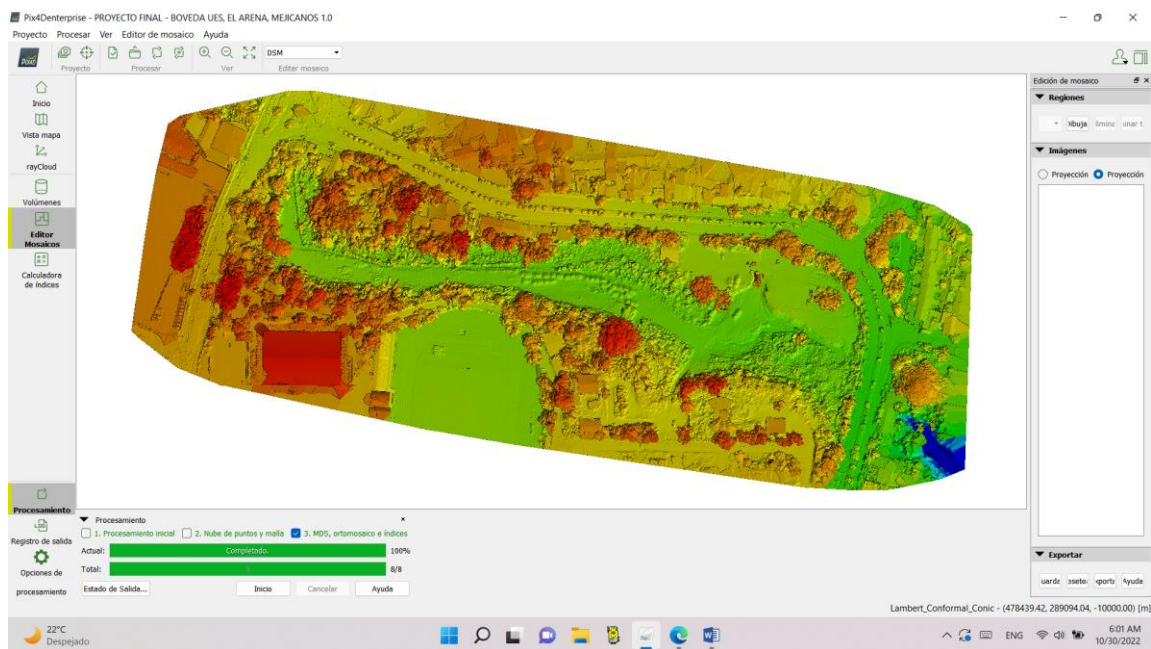 Pix4Denterprise - PROYECTO FINAL - BOVEDA UES, EL ARENA, MEJICANOS 1.0
Proyecto Procesar Ver Editor de mosaico Ayuda
DSM
Proyecto Procesar Ver Editer mosaico
Inicio
Vista mapa
rayCloud
Volúmenes
Editor
Mosaicos
Calculadora
de índices
Procesamiento
Registro de salida
Opciones de
procesamiento
Procesamiento
1. Procesamiento inicial 2. Nube de puntos y malla 3. MDS, ortomosaico e índices
Actual: Completado. 100%
Total: 8/8
Estado de Salida... Inicio Cancelar Ayuda
Edición de mosaico
Regiones
Imágenes
Proyección Proyección
Exportar
Ayuda
Lambert_Conformal_Conic - (478439.42, 289094.04, -10000.00) [m]
22°C
Despejado
ENG
6:01 AM
10/30/2022